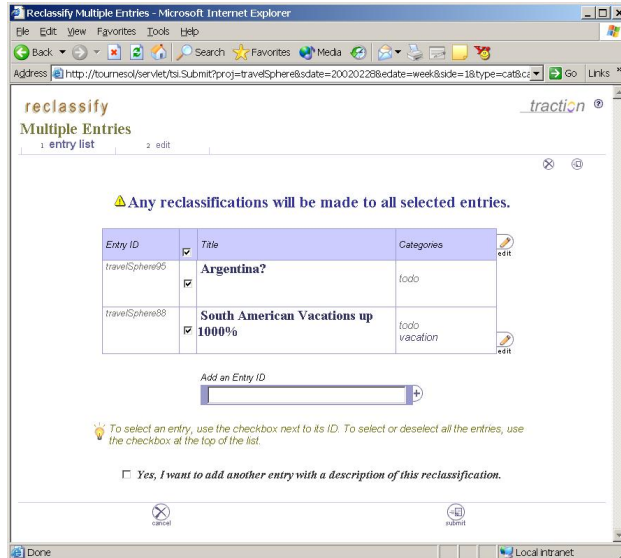 Reclassify Multiple Entries - Microsoft Internet Explorer
File Edit View Favorites Tools Help
Back Search Favorites Media
Address http://tournesol/servlet/tsi.Submit?proj=travelSphere&sdate=20020228&edate=week&side=1&type=cat&ca Go Links »
reclassify
traction ?
Multiple Entries
1 entry list 2 edit
Any reclassifications will be made to all selected entries.
Entry ID Title Categories
edit
travelSphere95 Argentina? todo
travelSphere88 South American Vacations up
1000%
todo
vacation
edit
Add an Entry ID
To select an entry, use the checkbox next to its ID. To select or deselect all the entries, use
the checkbox at the top of the list.
Yes, I want to add another entry with a description of this reclassification.
cancel submit
Done Local intranet